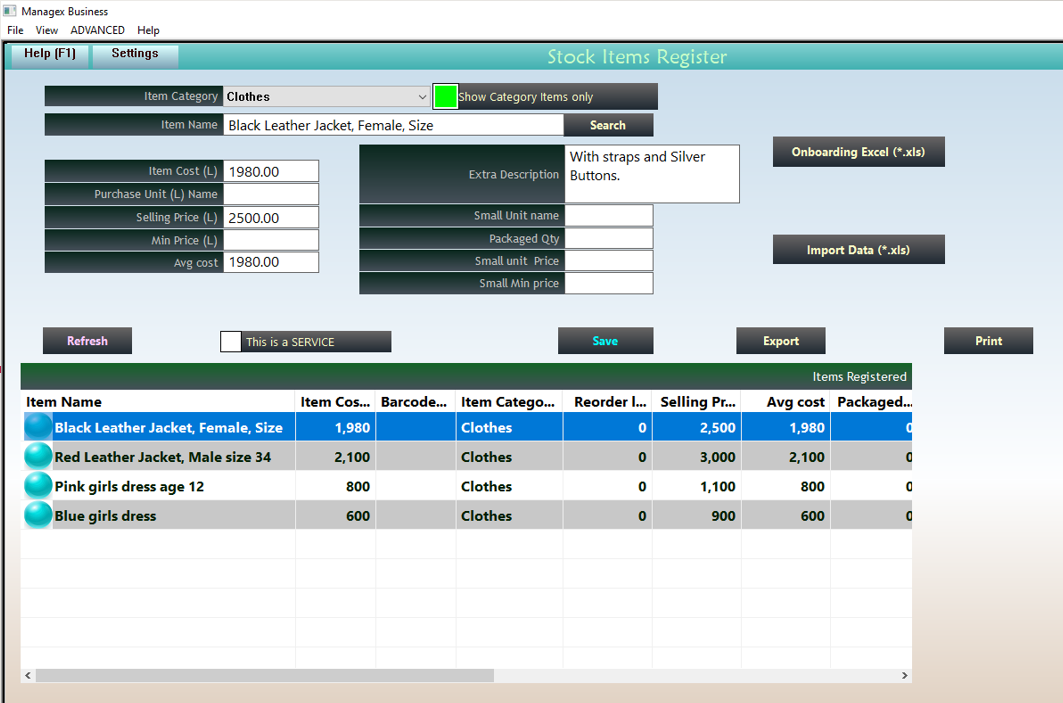 Managex Business
File View ADVANCED Help
Help (F1) Settings Stock Items Register
Item Category Clothes Show Category Items only
Item Name Black Leather Jacket, Female, Size Search
Onboarding Excel (*.xls)
Item Cost (L) 1980.00
Purchase Unit (L) Name
Selling Price (L) 2500.00
Min Price (L)
Avg cost 1980.00
Extra Description With straps and Silver
Buttons.
Small Unit name
Packaged Qty
Small unit Price
Small Min price
Import Data (*.xls)
Refresh This is a SERVICE Save Export Print
Items Registered
Item Name Item Cos... Barcode... Item Catego... Reorder l... Selling Pr... Avg cost Packaged...
Black Leather Jacket, Female, Size 1,980 Clothes 0 2,500 1,980 0
Red Leather Jacket, Male size 34 2,100 Clothes 0 3,000 2,100 0
Pink girls dress age 12 800 Clothes 0 1,100 800 0
Blue girls dress 600 Clothes 0 900 600 0